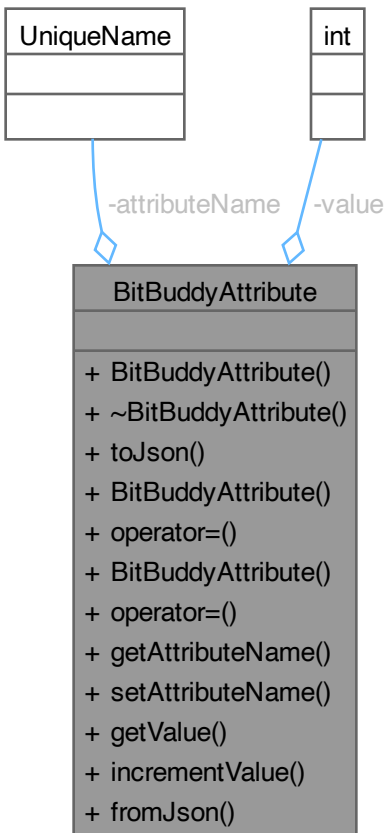 UniqueName
int
-attributeName
-value
BitBuddyAttribute
+ BitBuddyAttribute()
+ ~BitBuddyAttribute()
+ toJson()
+ BitBuddyAttribute()
+ operator=()
+ BitBuddyAttribute()
+ operator=()
+ getAttributeName()
+ setAttributeName()
+ getValue()
+ incrementValue()
+ fromJson()